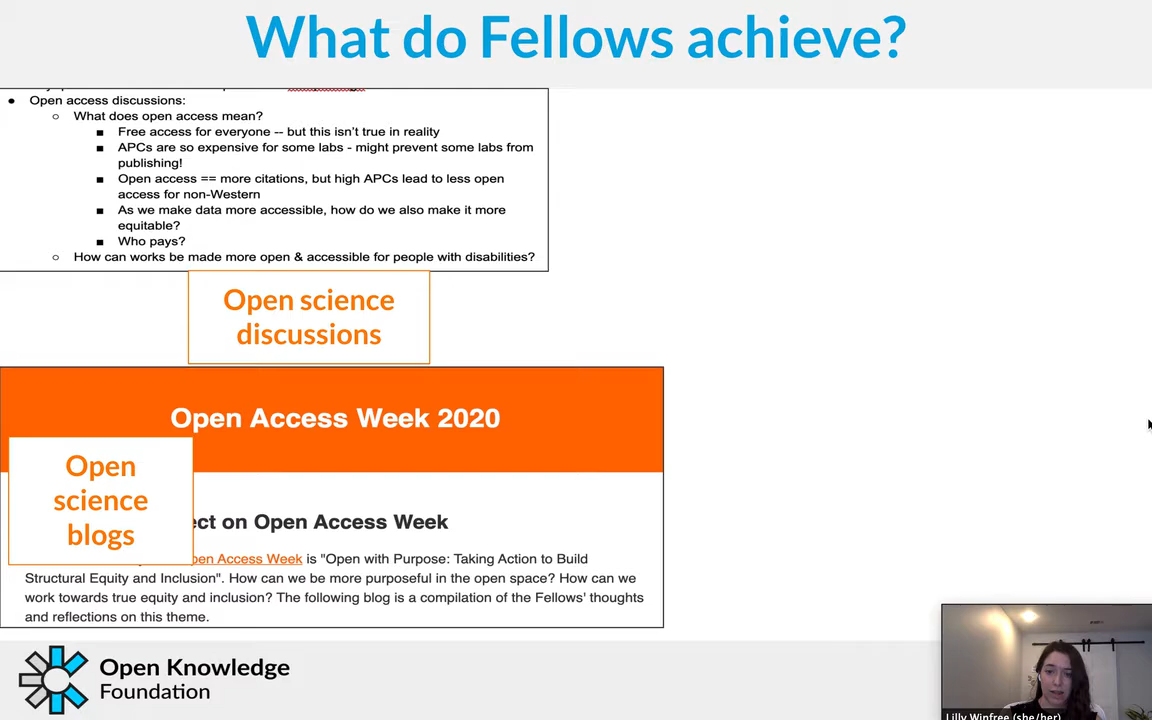 What do Fellows achieve?
● Open access discussions:
○ What does open access mean?
■ Free access for everyone -- but this isn't true in reality
■ APCs are so expensive for some labs - might prevent some labs from
publishing!
■ Open access == more citations, but high APCs lead to less open
access for non-Western
■ As we make data more accessible, how do we also make it more
equitable?
■ Who pays?
○ How can works be made more open & accessible for people with disabilities?
Open science
discussions
Open Access Week 2020
Open
science
blogs
ect on Open Access Week
pen Access Week is "Open with Purpose: Taking Action to Build
Structural Equity and Inclusion". How can we be more purposeful in the open space? How can we
work towards true equity and inclusion? The following blog is a compilation of the Fellows' thoughts
and reflections on this theme.
Open Knowledge
Foundation
Lilly Winfree (she/her)